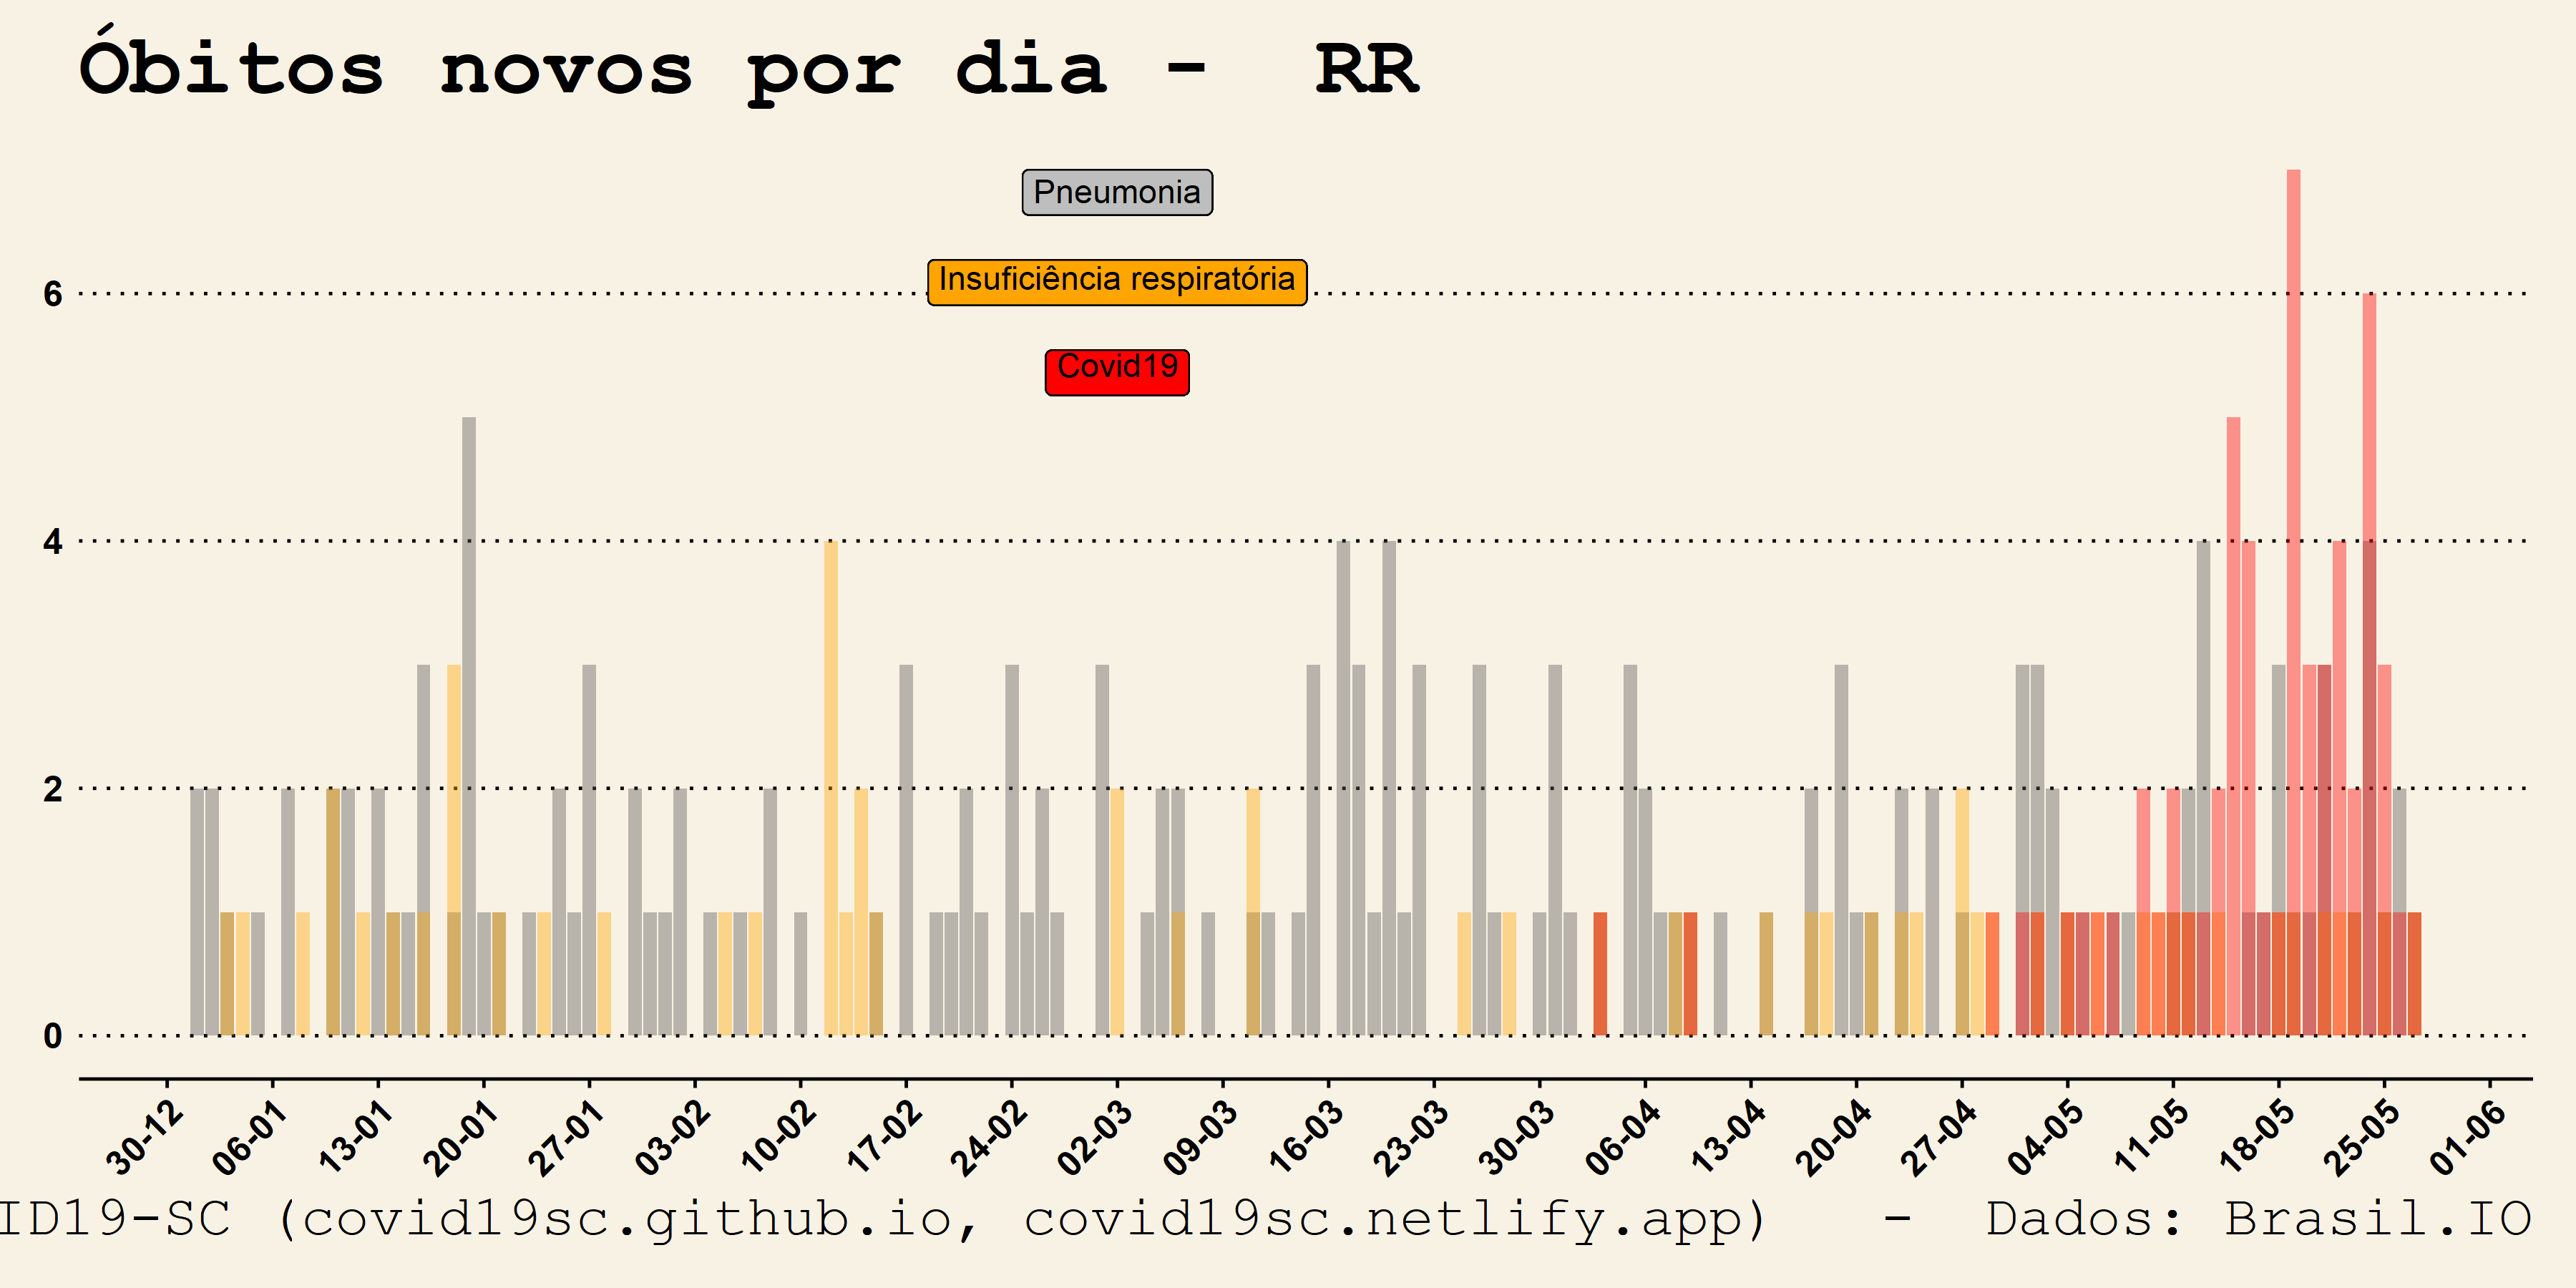 Óbitos novos por dia - RR
Pneumonia
Insuficiência respiratória
Covid19
6
4
2
0
30-12 06-01 13-01 20-01 27-01 03-02 10-02 17-02 24-02 02-03 09-03 16-03 23-03 30-03 06-04 13-04 20-04 27-04 04-05 11-05 18-05 25-05 01-06
ID19-SC (covid19sc.github.io, covid19sc.netlify.app) - Dados: Brasil.IO